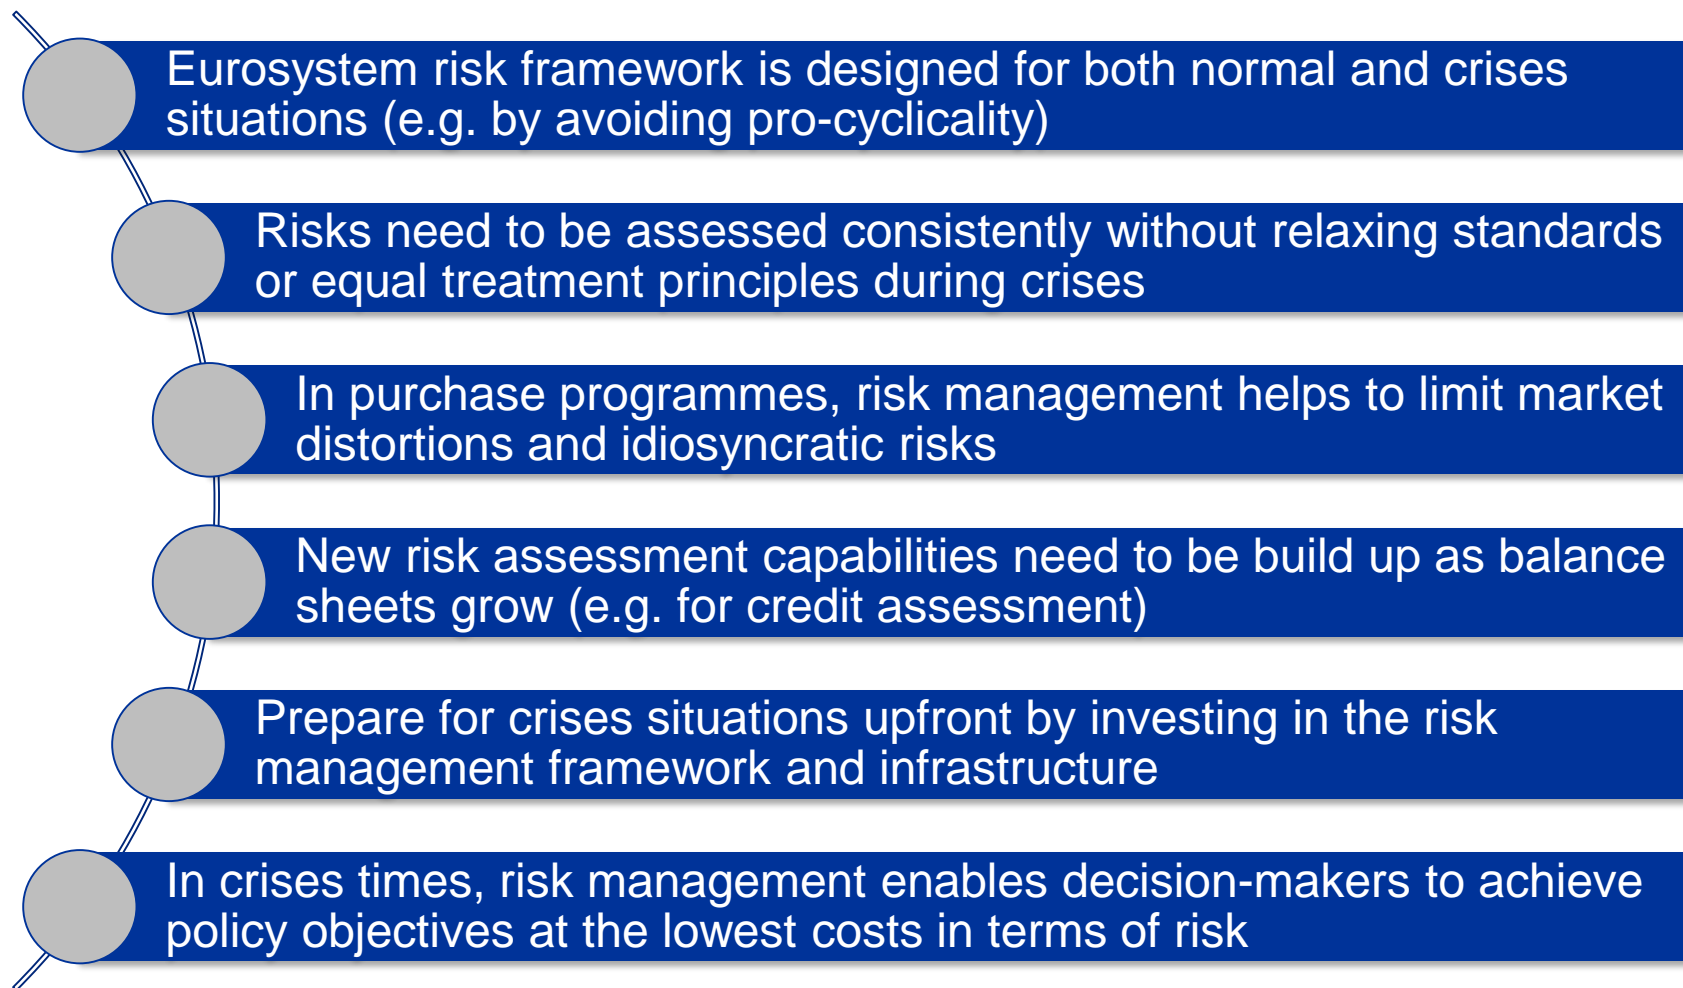 Eurosystem risk framework is designed for both normal and crises
situations (e.g. by avoiding pro-cyclicality)
Risks need to be assessed consistently without relaxing standards
or equal treatment principles during crises
In purchase programmes, risk management helps to limit market
distortions and idiosyncratic risks
New risk assessment capabilities need to be build up as balance
sheets grow (e.g. for credit assessment)
Prepare for crises situations upfront by investing in the risk
management framework and infrastructure
In crises times, risk management enables decision-makers to achieve
policy objectives at the lowest costs in terms of risk